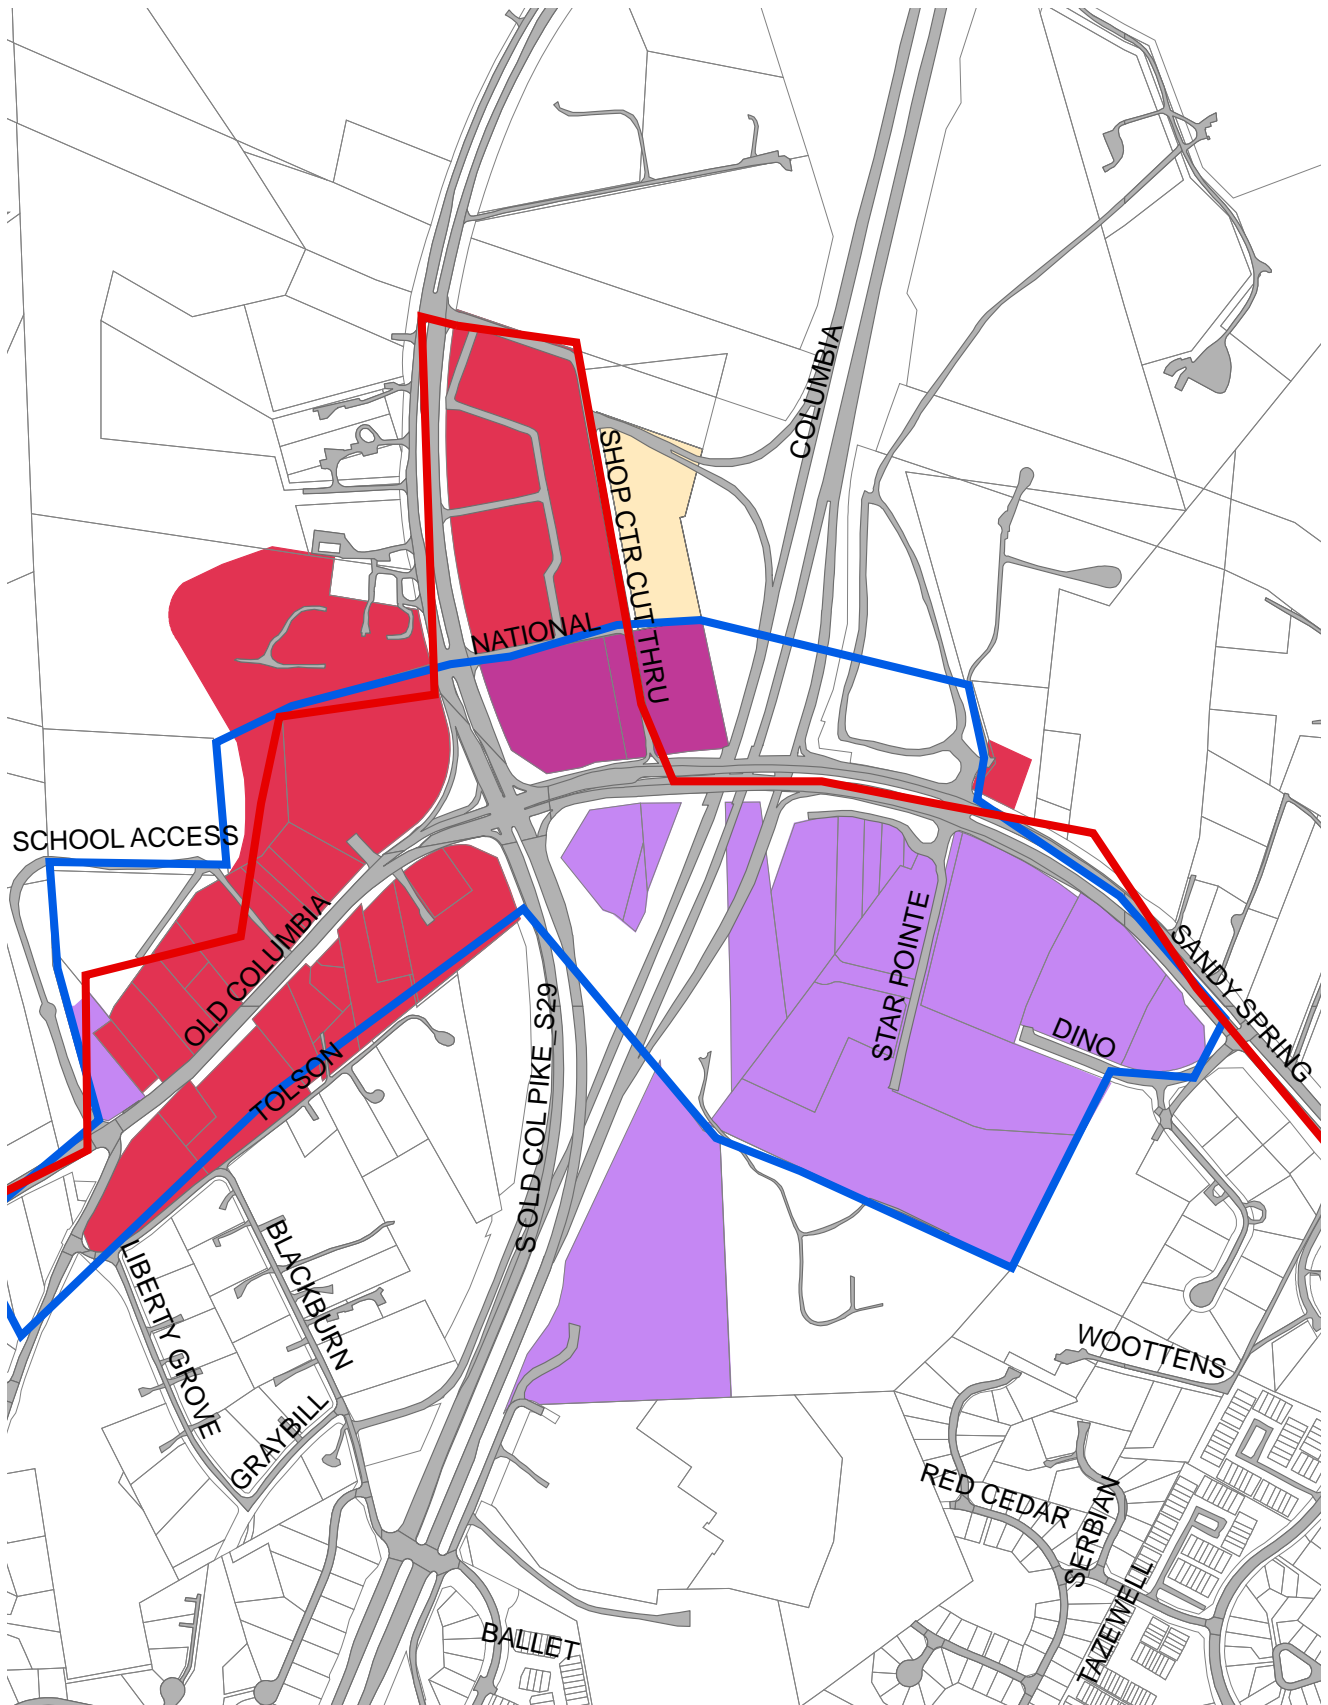 COLUMBIA
SHOP CTR CUT THRU
NATIONAL
SCHOOL ACCESS
OLD COLUMBIA
STAR POINTE
SANDY SPRING
DINO
TOLSON
S OLD COL PIKE_S29
LIBERTY GROVE
BLACKBURN
WOOTTENS
GRAYBILL
RED CEDAR
SERBIAN
TAZEWELL
BALLET